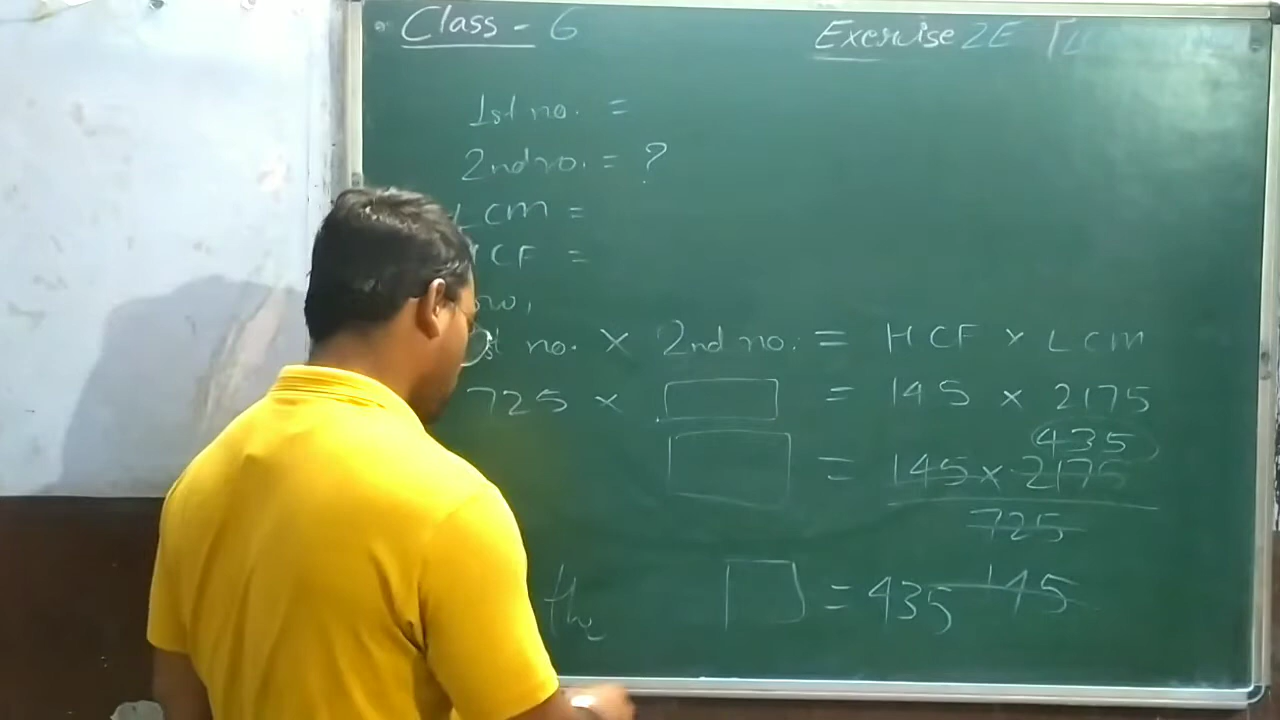 Class - 6
Exercise 2E
1st no. =
2nd no. = ?
LCM =
HCF =
no. × 2nd no. = HCF × LCM
725 × = 145 × 2175
435
= 145 × 2175
725
145
the = 435